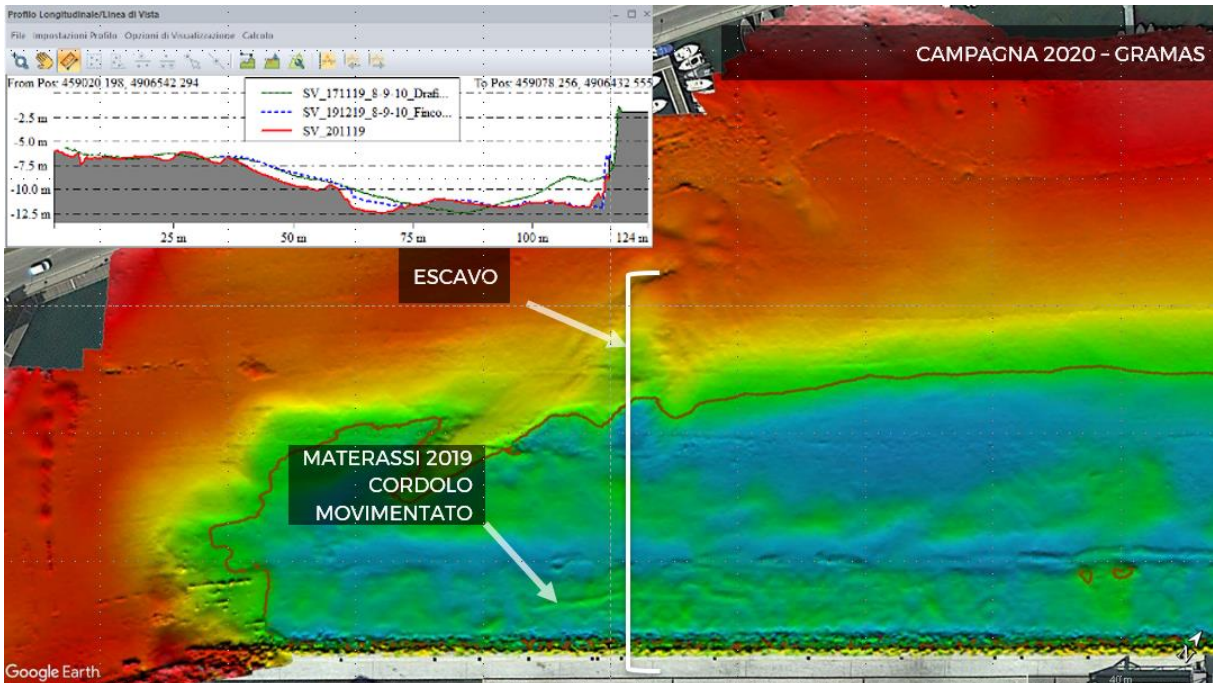 Profilo Longitudinale/Linea di Vista
File Impostazioni Profilo Opzioni di Visualizzazione Calcolo
From Pos: 459020.198, 4906542.294
To Pos: 459078.256, 4906432.555
SV_171119_8-9-10_Drafi...
SV_191219_8-9-10_Finco...
SV_201119
-2.5 m
-5.0 m
-7.5 m
-10.0 m
-12.5 m
25 m
50 m
75 m
100 m
124 m
CAMPAGNA 2020 – GRAMAS
ESCAVO
MATERASSI 2019
CORDOLO
MOVIMENTATO
Google Earth
40 m